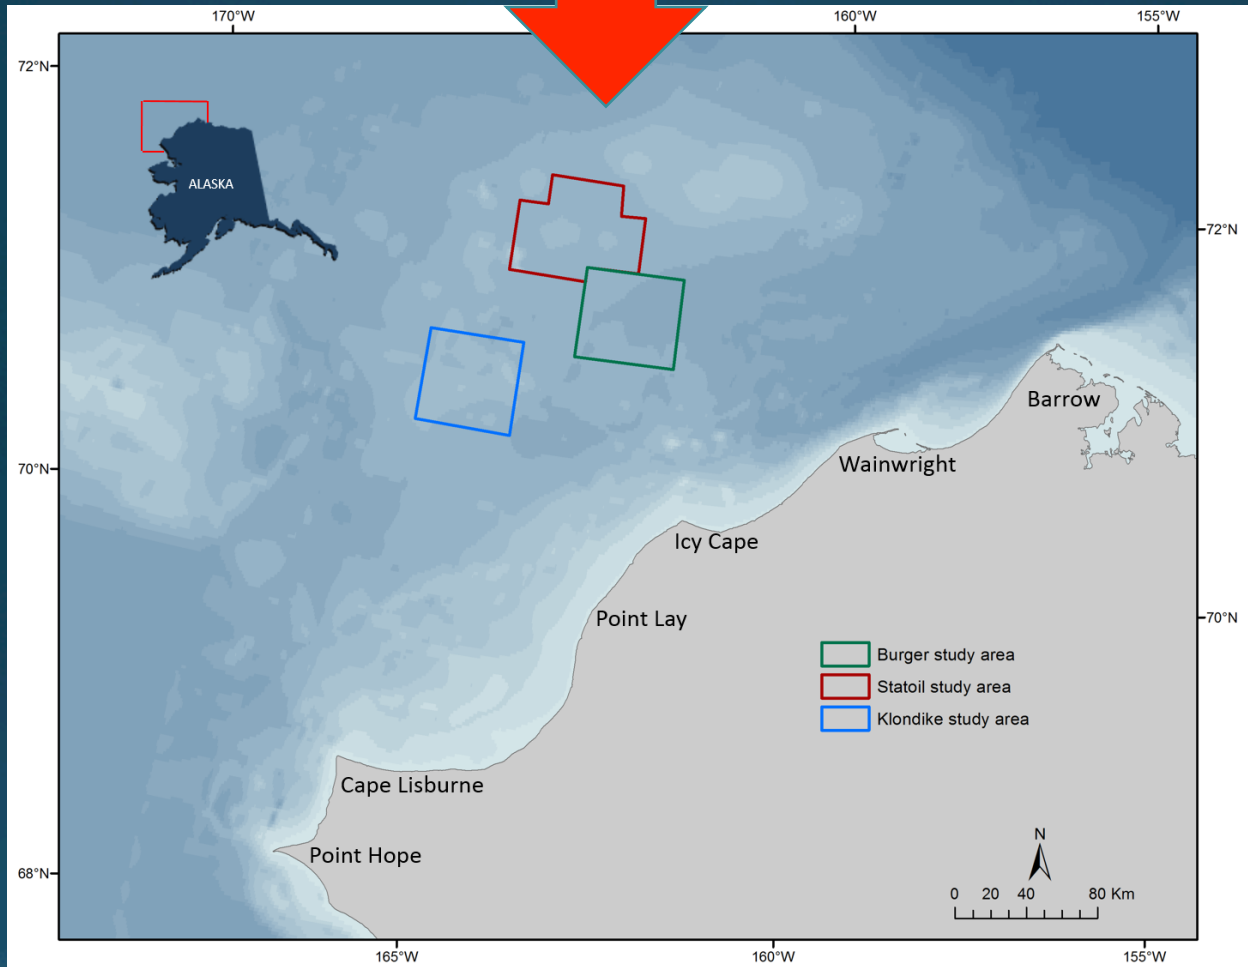 170°W
160°W
155°W
72°N
ALASKA
72°N
Barrow
Wainwright
70°N
Icy Cape
Point Lay
70°N
Burger study area
Statoil study area
Klondike study area
Cape Lisburne
N
Point Hope
68°N
0 20 40 80 Km
165°W
160°W
155°W